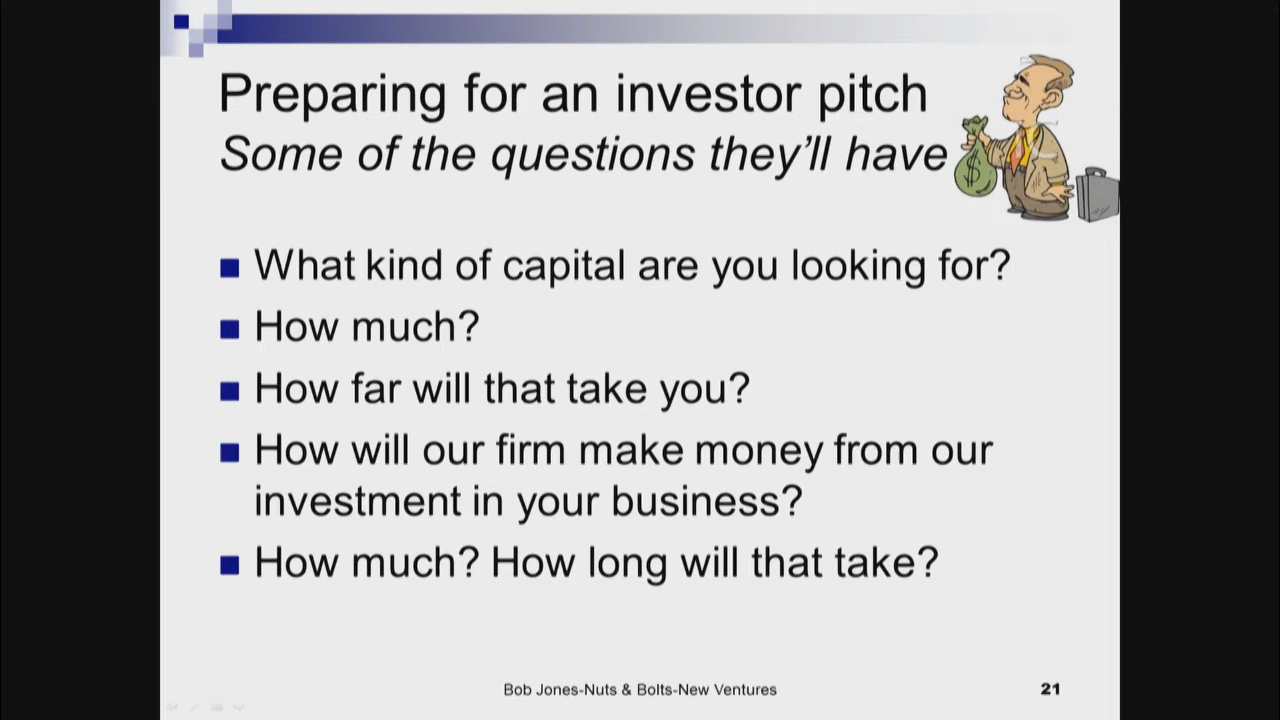 Preparing for an investor pitch
Some of the questions they'll have
$
What kind of capital are you looking for?
How much?
How far will that take you?
How will our firm make money from our
investment in your business?
How much? How long will that take?
Bob Jones-Nuts & Bolts-New Ventures
21